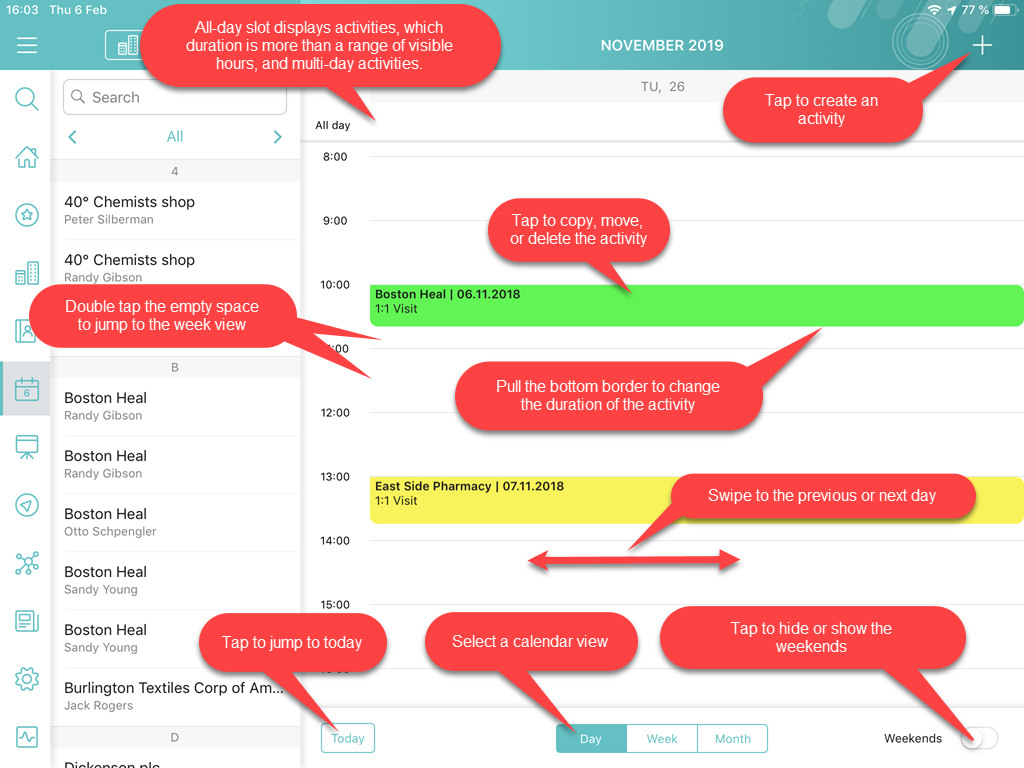 16:03 Thu 6 Feb
77 %
All-day slot displays activities, which
duration is more than a range of visible
hours, and multi-day activities.
NOVEMBER 2019
Tap to create an
activity
Search
All
TU, 26
All day
4
40° Chemists shop
Peter Silberman
40° Chemists shop
Randy Gibson
Double tap the empty space
to jump to the week view
6
B
Boston Heal
Randy Gibson
Boston Heal
Randy Gibson
Boston Heal
Otto Schpengler
Boston Heal
Sandy Young
Boston Heal
Sandy Young
Burlington Textiles Corp of Am...
Jack Rogers
D
Dickenson plc
8:00
9:00
Tap to copy, move,
or delete the activity
10:00
Boston Heal | 06.11.2018
1:1 Visit
:00
Pull the bottom border to change
the duration of the activity
12:00
13:00
East Side Pharmacy | 07.11.2018
1:1 Visit
Swipe to the previous or next day
14:00
15:00
Tap to jump to today
Select a calendar view
Tap to hide or show the
weekends
Today
Day
Week
Month
Weekends